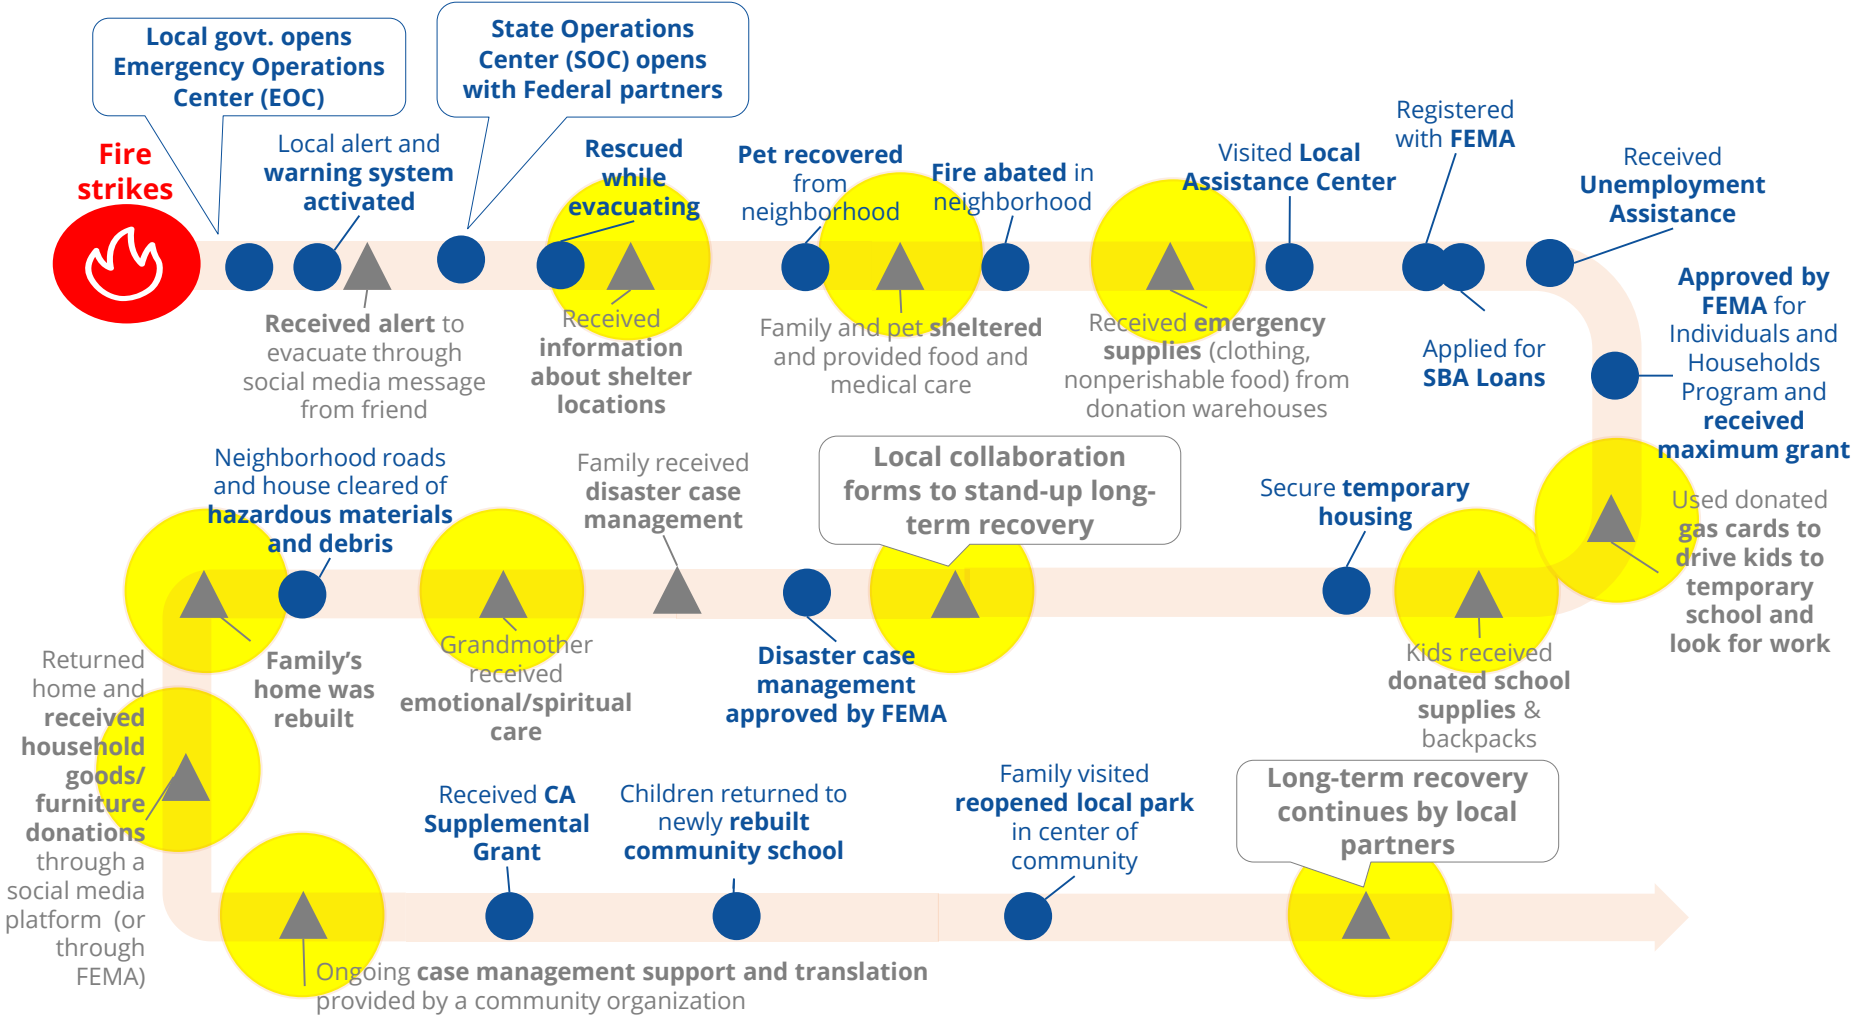 Local govt. opens
Emergency Operations
Center (EOC)
State Operations
Center (SOC) opens
with Federal partners
Fire
strikes
Local alert and
warning system
activated
Rescued
while
evacuating
Pet recovered
from
neighborhood
Fire abated in
neighborhood
Visited Local
Assistance Center
Registered
with FEMA
Received
Unemployment
Assistance
Received alert to
evacuate through
social media message
from friend
Received
information
about shelter
locations
Family and pet sheltered
and provided food and
medical care
Received emergency
supplies (clothing,
nonperishable food) from
donation warehouses
Applied for
SBA Loans
Approved by
FEMA for
Individuals and
Households
Program and
received
maximum grant
Used donated
gas cards to
drive kids to
temporary
school and
look for work
Secure temporary
housing
Kids received
donated school
supplies &
backpacks
Local collaboration
forms to stand-up long-
term recovery
Disaster case
management
approved by FEMA
Family received
disaster case
management
Grandmother
received
emotional/spiritual
care
Neighborhood roads
and house cleared of
hazardous materials
and debris
Family's
home was
rebuilt
Returned
home and
received
household
goods/
furniture
donations
through a
social media
platform (or
through
FEMA)
Ongoing case management support and translation
provided by a community organization
Received CA
Supplemental
Grant
Children returned to
newly rebuilt
community school
Family visited
reopened local park
in center of
community
Long-term recovery
continues by local
partners